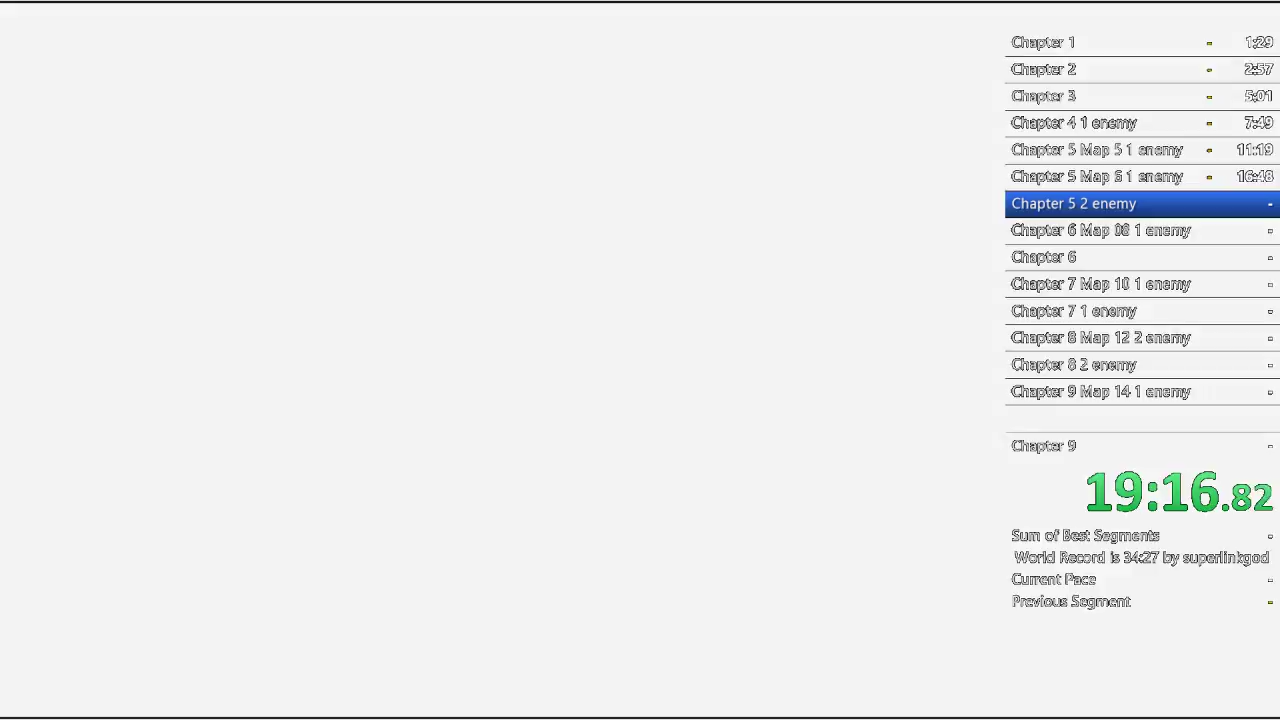 Chapter 1 - 1:29
Chapter 2 - 2:57
Chapter 3 - 5:01
Chapter 4 1 enemy - 7:49
Chapter 5 Map 5 1 enemy - 11:19
Chapter 5 Map 6 1 enemy - 16:48
Chapter 5 2 enemy -
Chapter 6 Map 08 1 enemy -
Chapter 6 -
Chapter 7 Map 10 1 enemy -
Chapter 7 1 enemy -
Chapter 8 Map 12 2 enemy -
Chapter 8 2 enemy -
Chapter 9 Map 14 1 enemy -
Chapter 9 -
19:16.82
Sum of Best Segments -
World Record is 34:27 by superlinkgod
Current Pace -
Previous Segment -